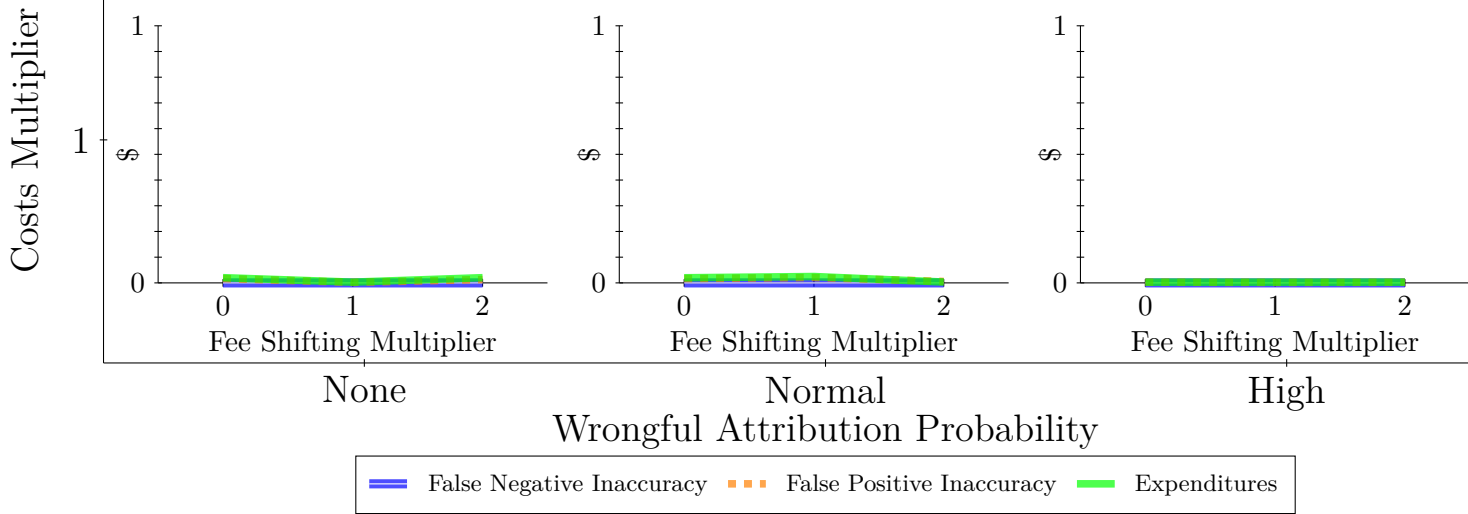 Costs Multiplier
1
1
$
0
0 1 2
Fee Shifting Multiplier
1
$
0
0 1 2
Fee Shifting Multiplier
1
$
0
0 1 2
Fee Shifting Multiplier
None Normal High
Wrongful Attribution Probability
False Negative Inaccuracy False Positive Inaccuracy Expenditures